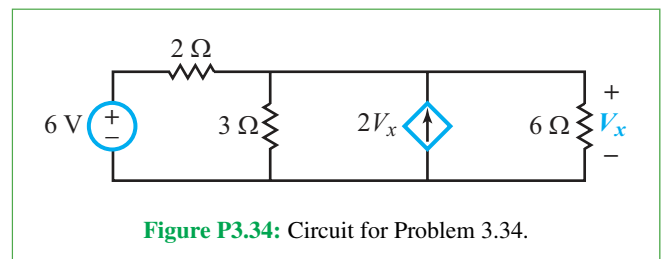 2 Ω
+
6 V
+
−
3 Ω
2Vx
6 Ω
Vx
−
Figure P3.34: Circuit for Problem 3.34.